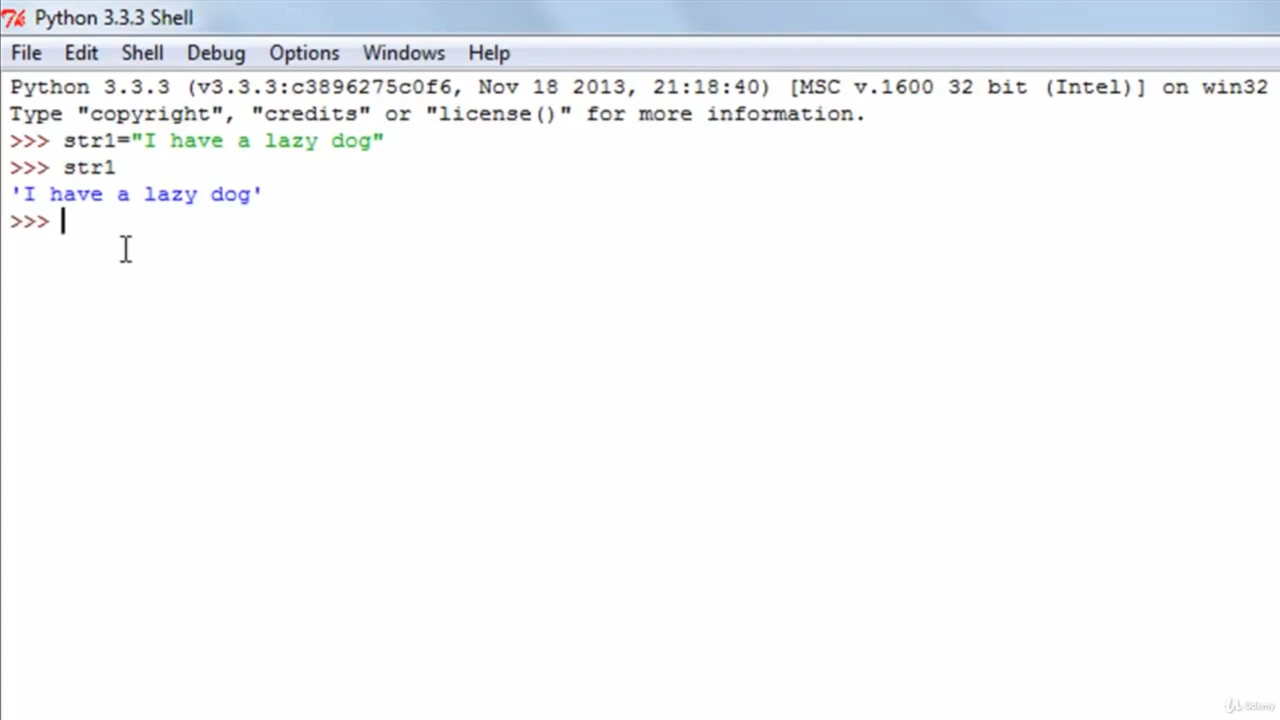 Python 3.3.3 Shell
File Edit Shell Debug Options Windows Help
Python 3.3.3 (v3.3.3:c3896275c0f6, Nov 18 2013, 21:18:40) [MSC v.1600 32 bit (Intel)] on win32
Type "copyright", "credits" or "license()" for more information.
>>> str1="I have a lazy dog"
>>> str1
'I have a lazy dog'
>>>
Udemy